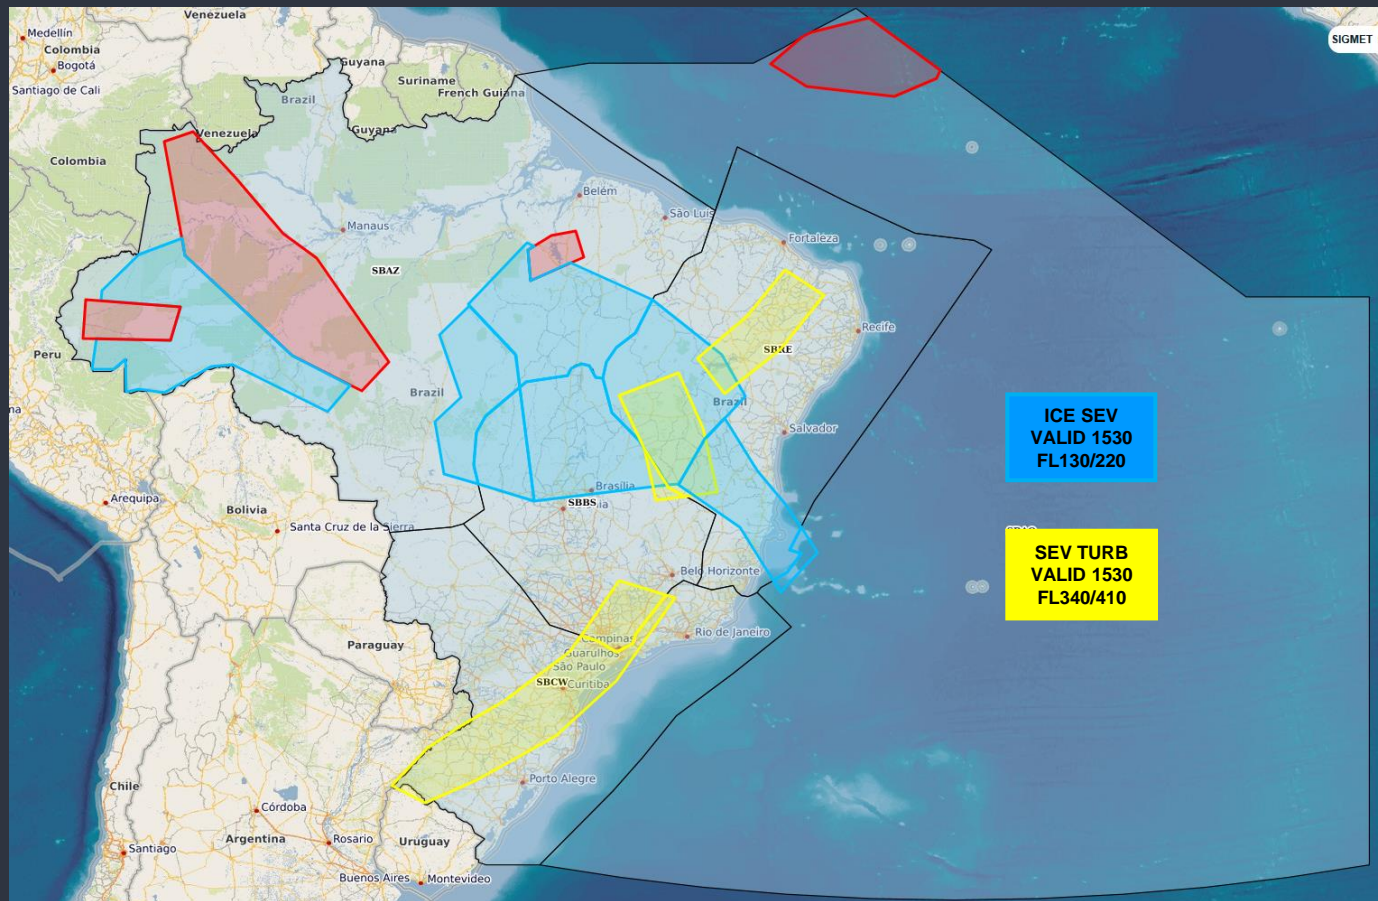 Venezuela
SIGMET
Medellín
Colombia
Bogotá
Santiago de Cali
Guyana
Suriname
French Guiana
Brazil
Venezuela
Guyana
Colombia
Belém
São Luís
Manaus
Fortaleza
SBAZ
Recife
SBRE
Peru
Brazil
Brazil
Salvador
ICE SEV
VALID 1530
FL130/220
Brasília
SBBS
Arequipa
Bolivia
Santa Cruz de la Sierra
SEV TURB
VALID 1530
FL340/410
Belo Horizonte
Rio de Janeiro
Campinas
Guarulhos
São Paulo
Paraguay
SBCW
Curitiba
Porto Alegre
Chile
Córdoba
Argentina
Rosario
Uruguay
Santiago
Buenos Aires
Montevideo